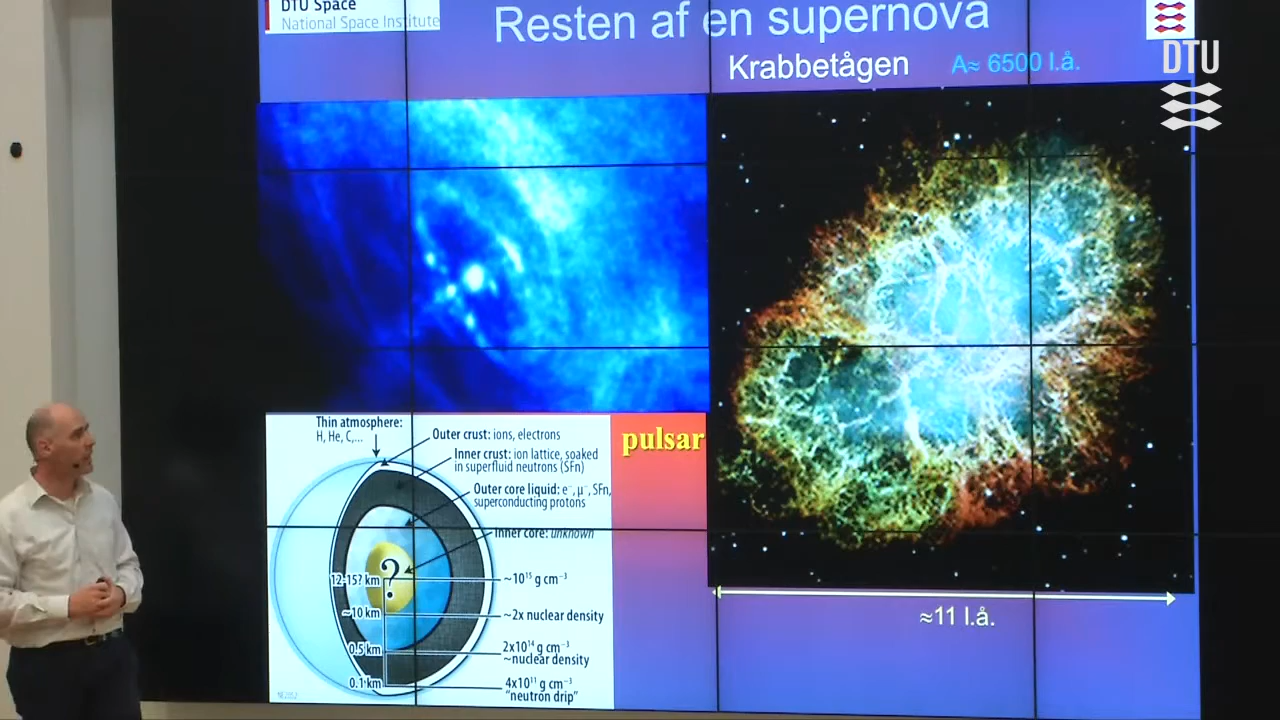 DTU Space
National Space Institute
Resten af en supernova
Krabbetågen A≈ 6500 l.å.
DTU
pulsar
Thin atmosphere:
H, He, C,...
Outer crust: ions, electrons
Inner crust: ion lattice, soaked
in superfluid neutrons (SFn)
Outer core liquid: e⁻, μ⁻, SFn,
superconducting protons
Inner core: unknown
?
12-15? km ~10¹⁵ g cm⁻³
~10 km ~2x nuclear density
0.5 km 2x10¹⁴ g cm⁻³
~nuclear density
0.1 km 4x10¹¹ g cm⁻³
"neutron drip"
≈11 l.å.